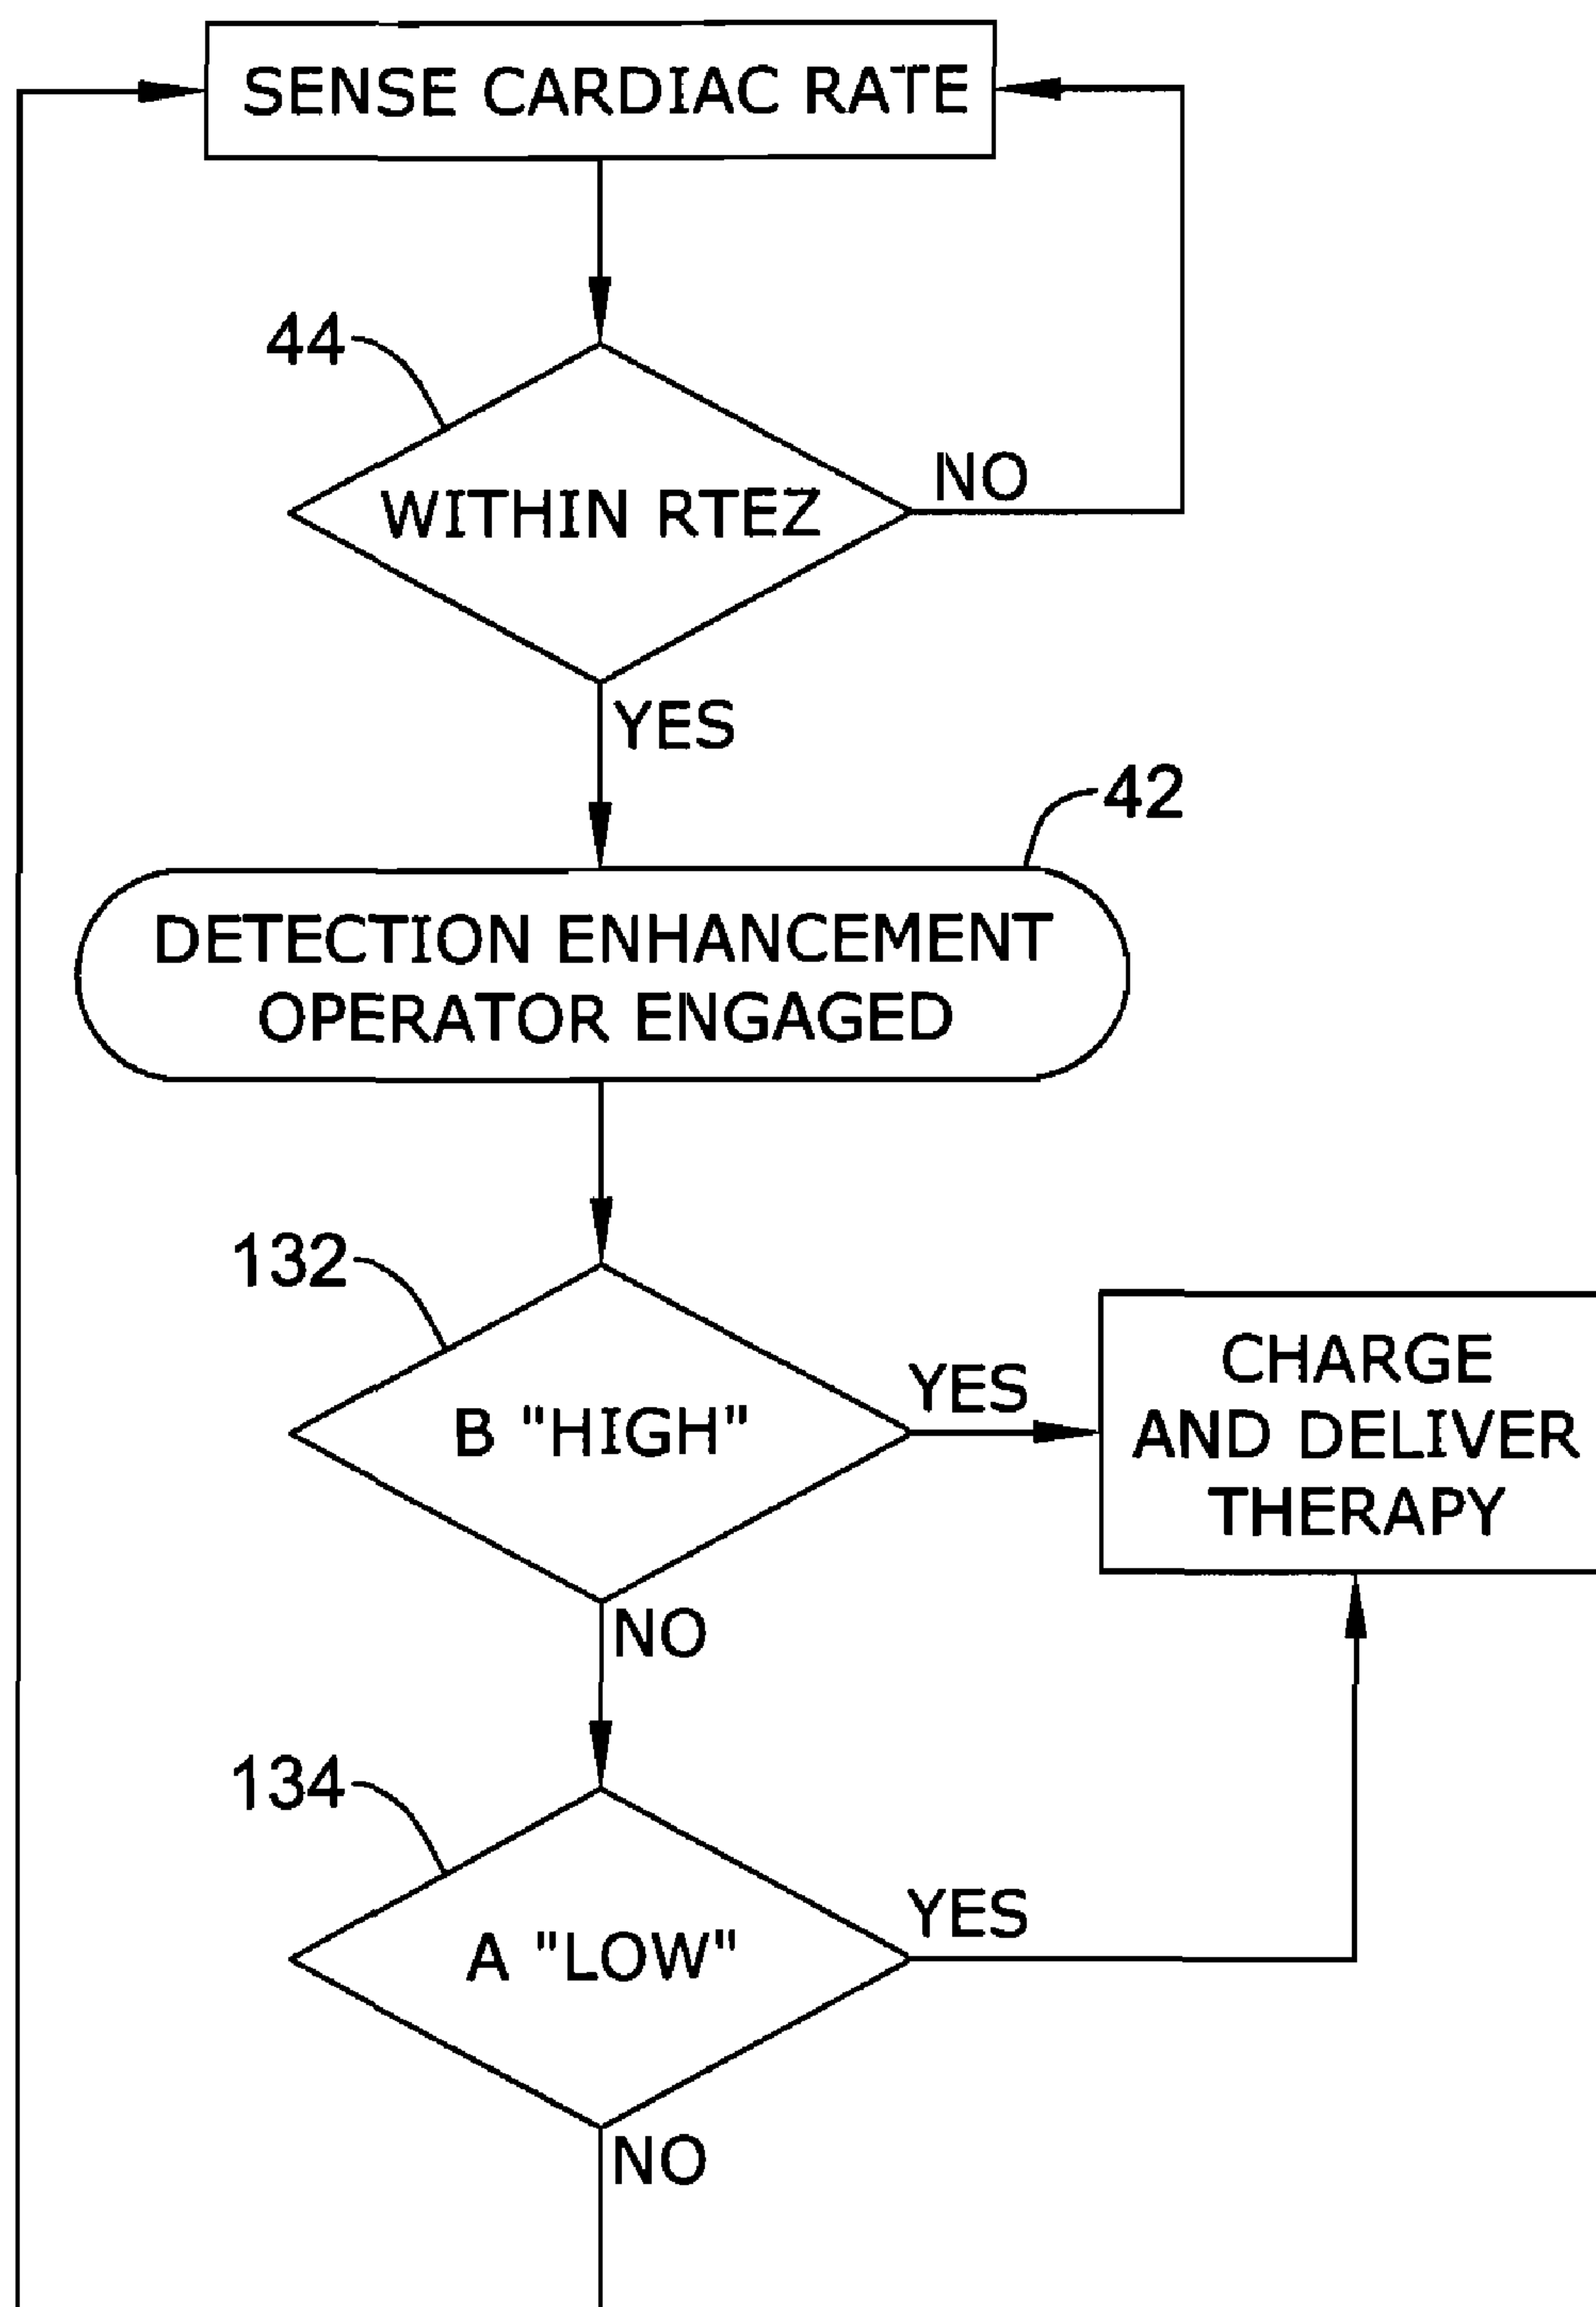 SENSE CARDIAC RATE
44
WITHIN RTEZ
NO
YES
42
DETECTION ENHANCEMENT
OPERATOR ENGAGED
132
B "HIGH"
YES
CHARGE
AND DELIVER
THERAPY
NO
134
A "LOW"
YES
NO